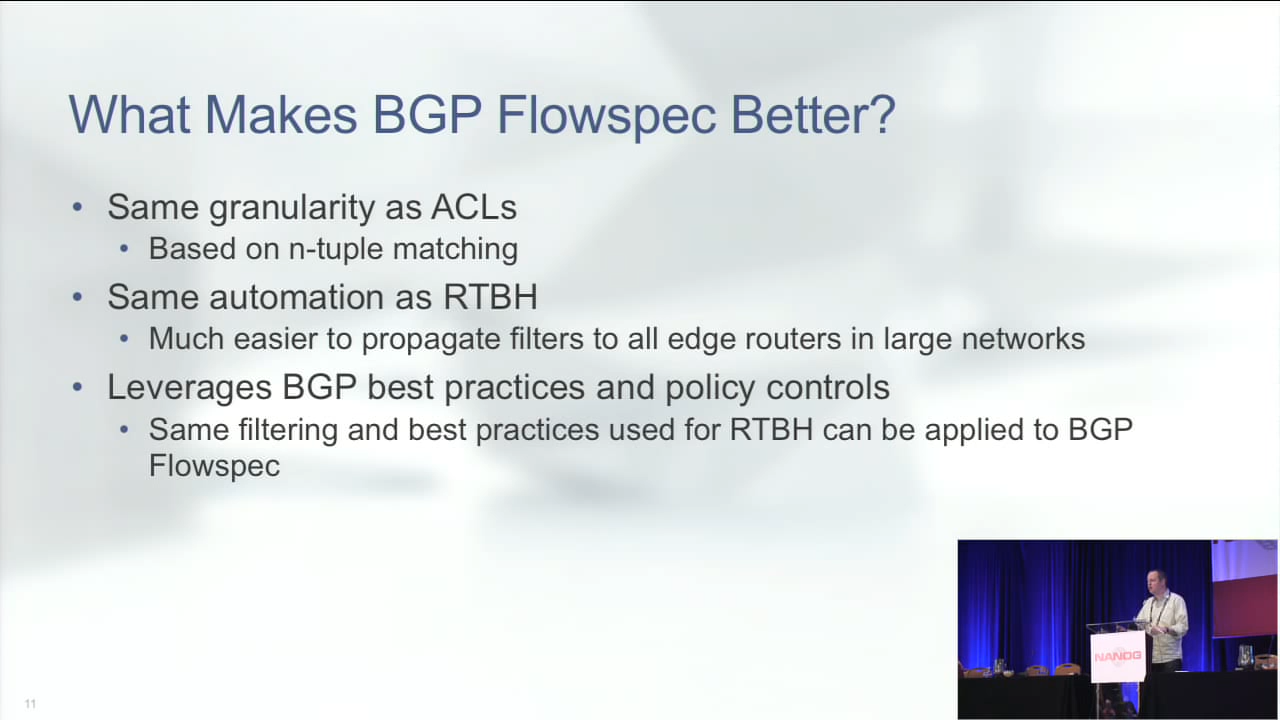 What Makes BGP Flowspec Better?
• Same granularity as ACLs
• Based on n-tuple matching
• Same automation as RTBH
• Much easier to propagate filters to all edge routers in large networks
• Leverages BGP best practices and policy controls
• Same filtering and best practices used for RTBH can be applied to BGP
Flowspec
11
NANOG